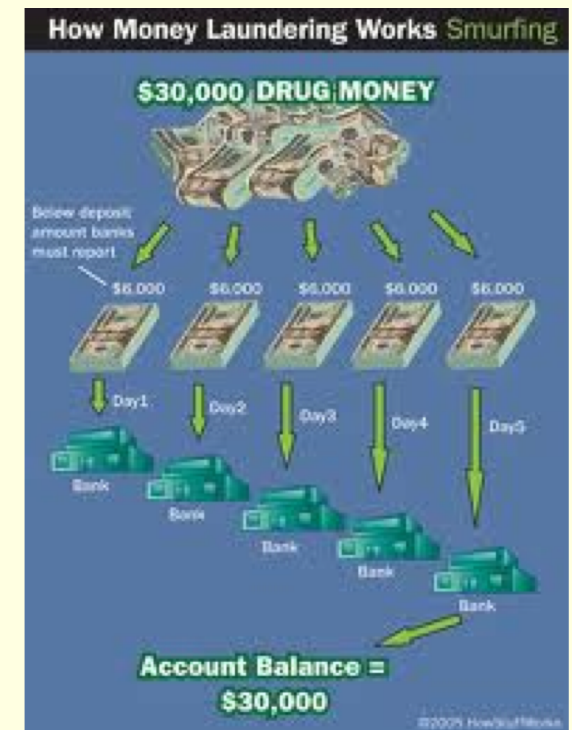 How Money Laundering Works Smurfing
$30,000 DRUG MONEY
Below deposit
amount banks
must report
$6,000 $6,000 $6,000 $6,000 $6,000
Day1
Day2
Day3
Day4
Day5
Bank
Bank
Bank
Bank
Bank
Account Balance =
$30,000
©2005 HowStuffWorks